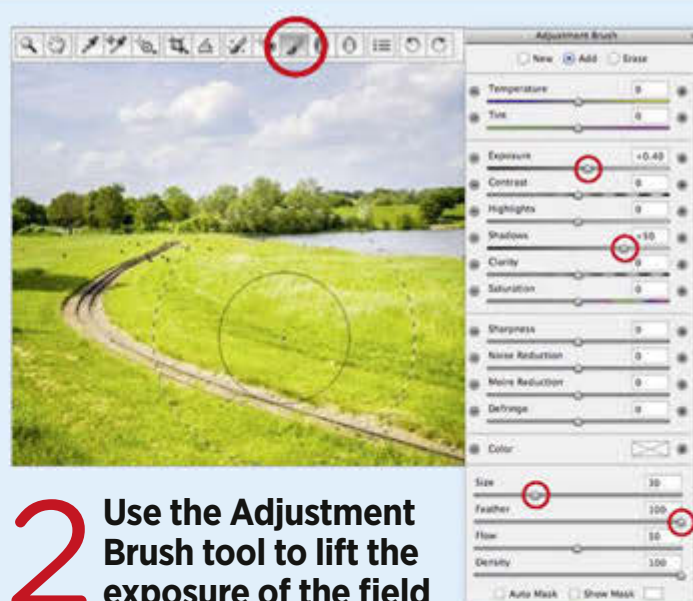 Adjustment Brush
New Add Erase
Temperature 0
Tint 0
Exposure +0.40
Contrast 0
Highlights 0
Shadows +50
Clarity 0
Saturation 0
Sharpness 0
Noise Reduction 0
Moire Reduction 0
Defringe 0
Color
Size 30
Feather 100
Flow 50
Density 100
Auto Mask Show Mask
2 Use the Adjustment
Brush tool to lift the
exposure of the field